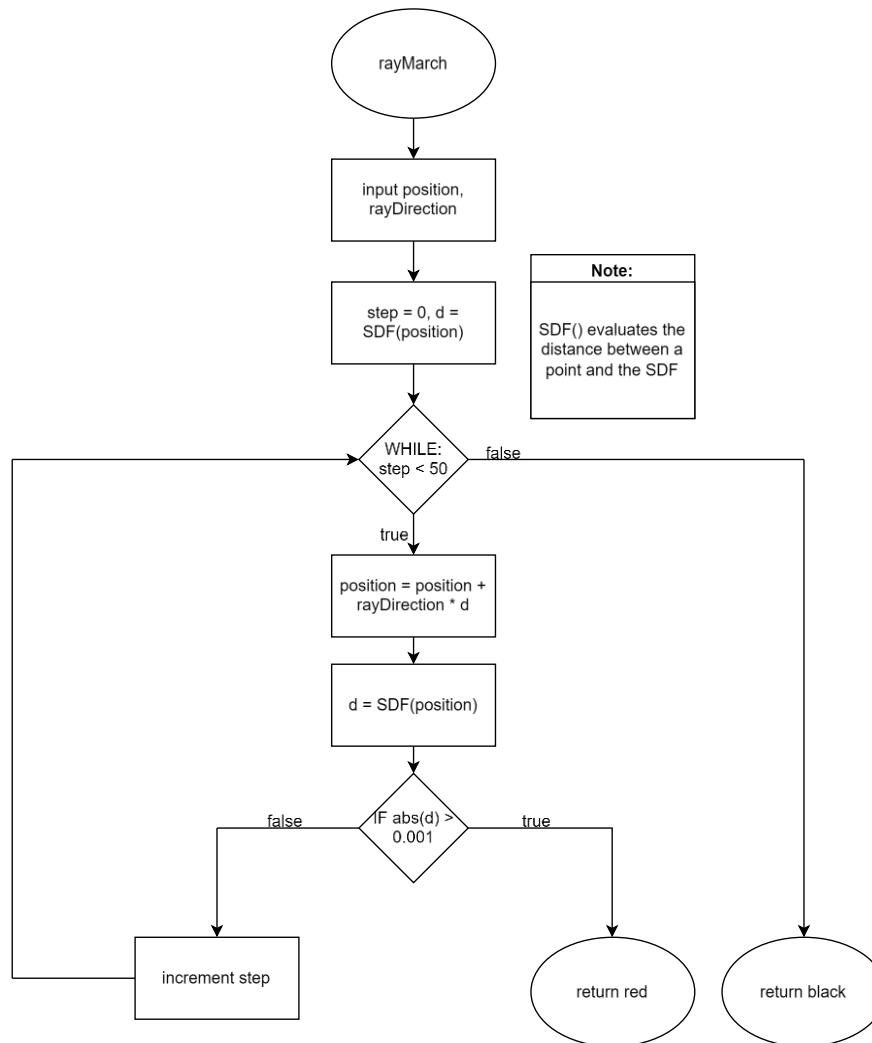 rayMarch
input position,
rayDirection
step = 0, d =
SDF(position)
Note:
SDF() evaluates the
distance between a
point and the SDF
WHILE:
step < 50
false
true
position = position +
rayDirection * d
d = SDF(position)
IF abs(d) >
0.001
false
true
increment step
return red
return black